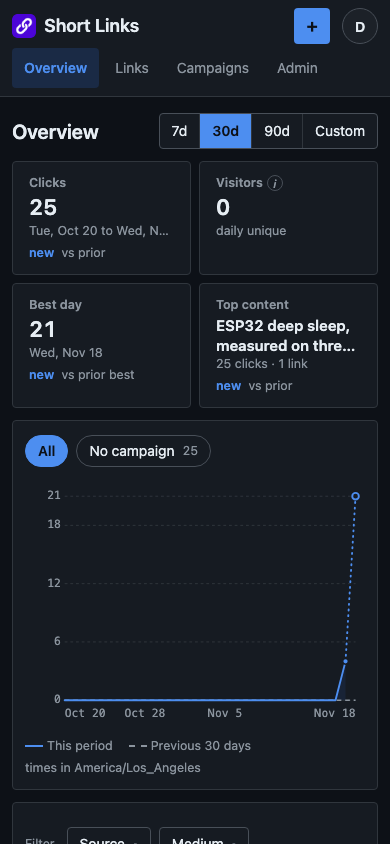 Short Links
+
D
Overview Links Campaigns Admin
Overview
7d 30d 90d Custom
Clicks
25
Tue, Oct 20 to Wed, N...
new vs prior
Visitors i
0
daily unique
Best day
21
Wed, Nov 18
new vs prior best
Top content
ESP32 deep sleep,
measured on thre...
25 clicks · 1 link
new vs prior
All
No campaign 25
21
18
12
6
0
Oct 20 Oct 28 Nov 5 Nov 18
This period Previous 30 days
times in America/Los_Angeles
Filter Source Medium